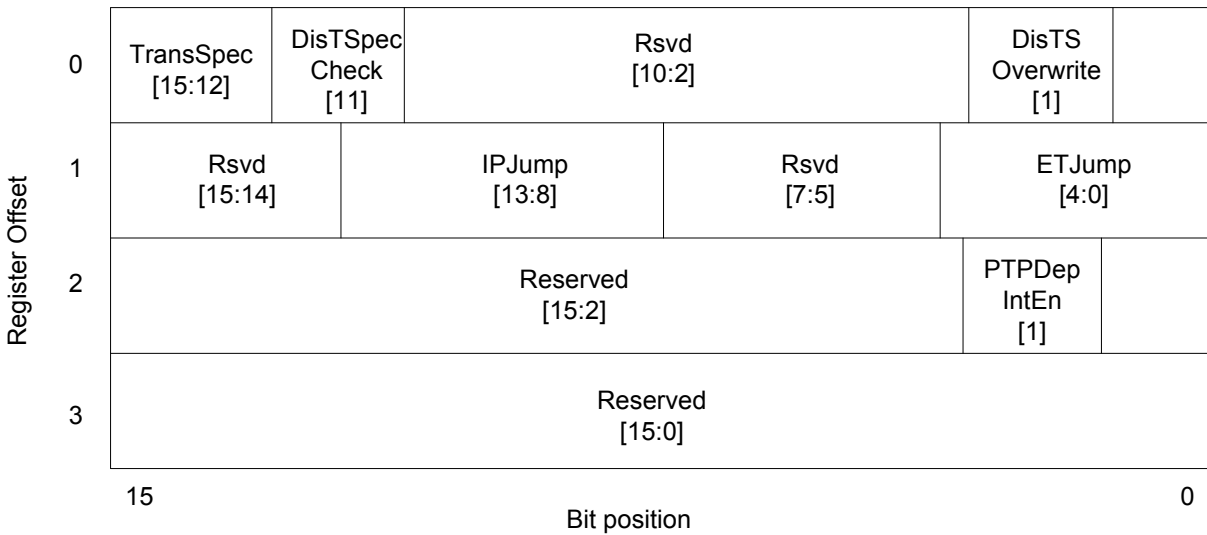 Register Offset
0
TransSpec
[15:12]
DisTSpec
Check
[11]
Rsvd
[10:2]
DisTS
Overwrite
[1]
1
Rsvd
[15:14]
IPJump
[13:8]
Rsvd
[7:5]
ETJump
[4:0]
2
Reserved
[15:2]
PTPDep
IntEn
[1]
3
Reserved
[15:0]
15
0
Bit position